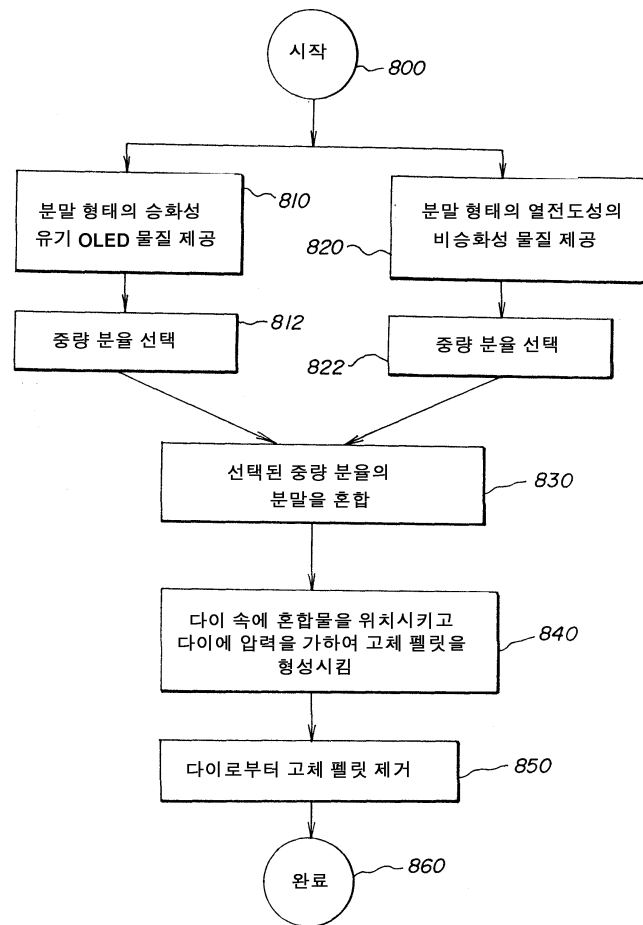 시작
800
분말 형태의 승화성
유기 OLED 물질 제공
810
분말 형태의 열전도성의
비승화성 물질 제공
820
중량 분율 선택
812
중량 분율 선택
822
선택된 중량 분율의
분말을 혼합
830
다이 속에 혼합물을 위치시키고
다이에 압력을 가하여 고체 펠릿을
형성시킴
840
다이로부터 고체 펠릿 제거
850
완료
860